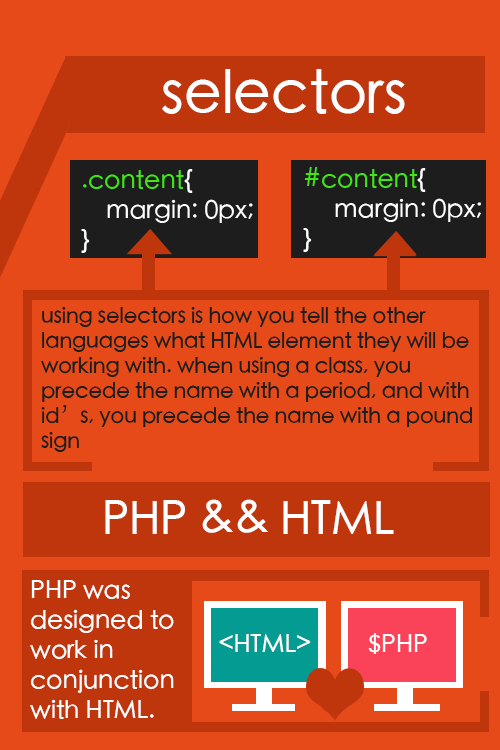 selectors
.content{
margin: 0px;
}
#content{
margin: 0px;
}
using selectors is how you tell the other
languages what HTML element they will be
working with. when using a class, you
precede the name with a period, and with
id’s, you precede the name with a pound
sign
PHP && HTML
PHP was
designed to
work in
conjunction
with HTML.
<HTML>
$PHP